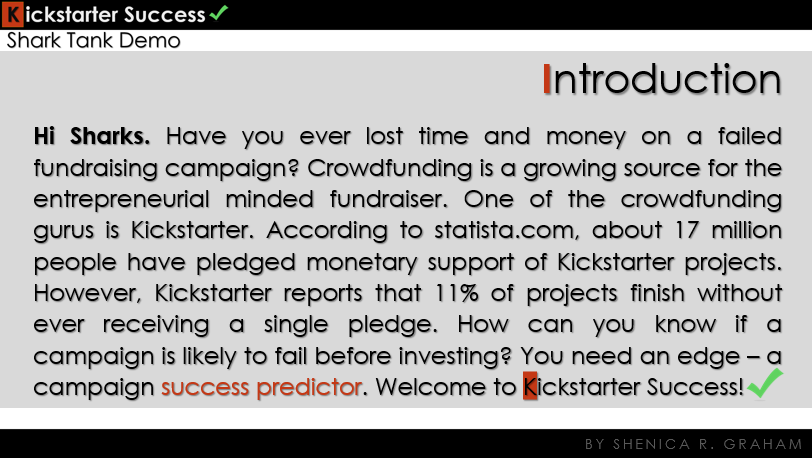 Kickstarter Success
Shark Tank Demo
Introduction
Hi Sharks. Have you ever lost time and money on a failed
fundraising campaign? Crowdfunding is a growing source for the
entrepreneurial minded fundraiser. One of the crowdfunding
gurus is Kickstarter. According to statista.com, about 17 million
people have pledged monetary support of Kickstarter projects.
However, Kickstarter reports that 11% of projects finish without
ever receiving a single pledge. How can you know if a
campaign is likely to fail before investing? You need an edge – a
campaign success predictor. Welcome to Kickstarter Success!
BY SHENICA R. GRAHAM